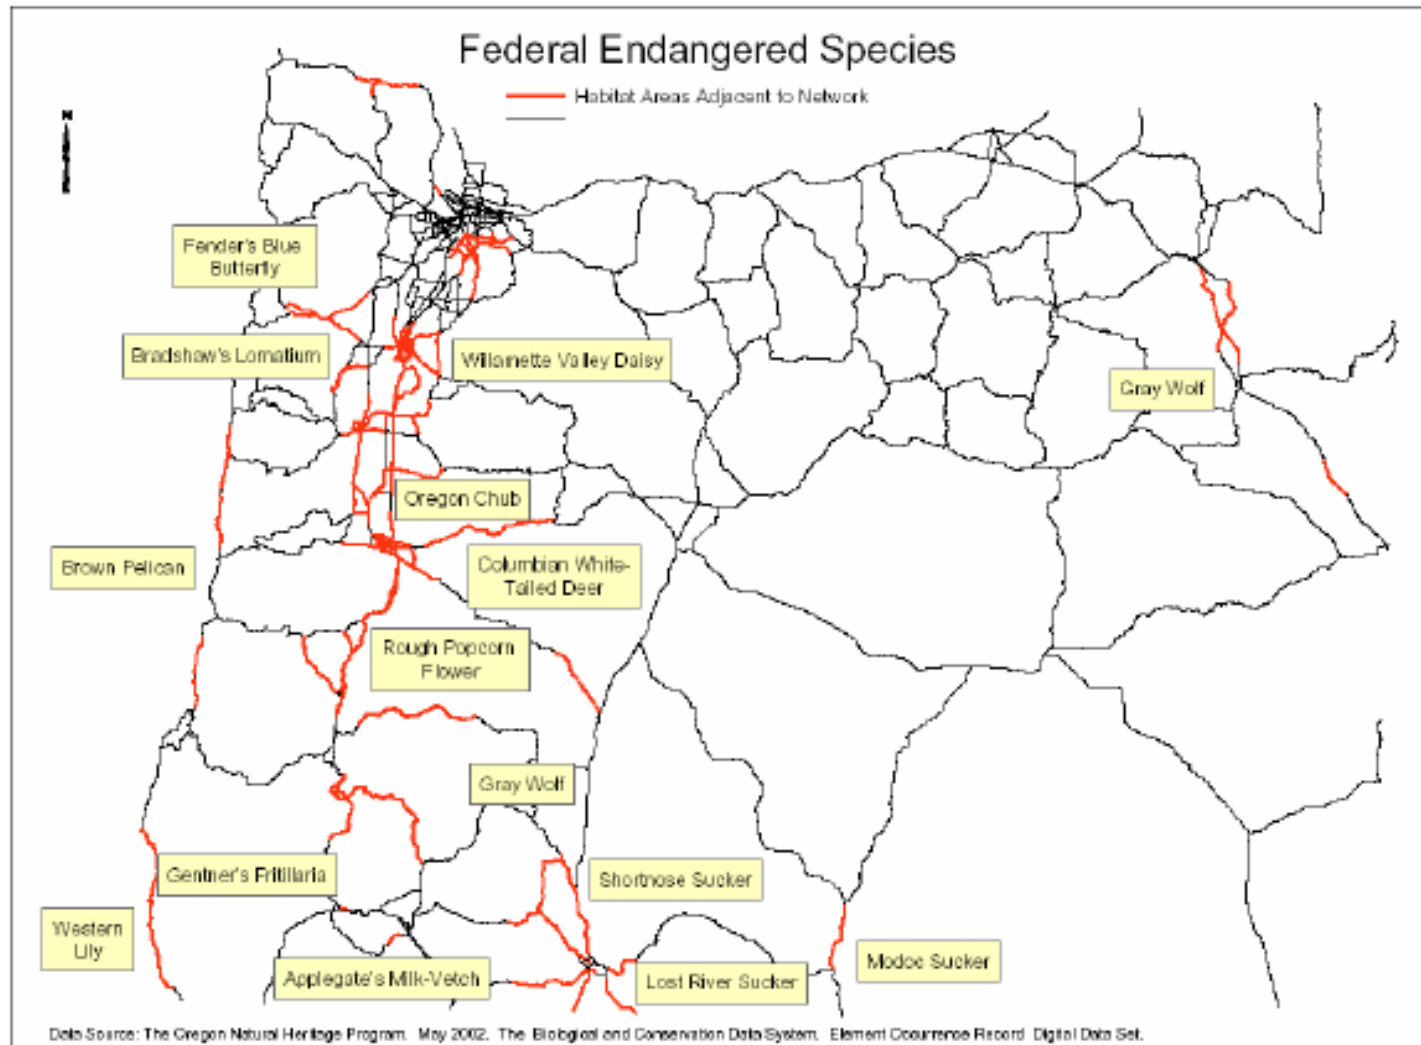 Federal Endangered Species
Habitat Areas Adjacent to Network
N
Fender's Blue
Butterfly
Bradshaw's Lomatium
Willamette Valley Daisy
Gray Wolf
Oregon Chub
Brown Pelican
Columbian White-
Tailed Deer
Rough Popcorn
Flower
Gray Wolf
Gentner's Fritillaria
Shortnose Sucker
Western
Lily
Applegate's Milk-Vetch
Lost River Sucker
Modoc Sucker
Data Source: The Oregon Natural Heritage Program. May 2002. The Biological and Conservation Data System. Element Occurrence Record Digital Data Set.